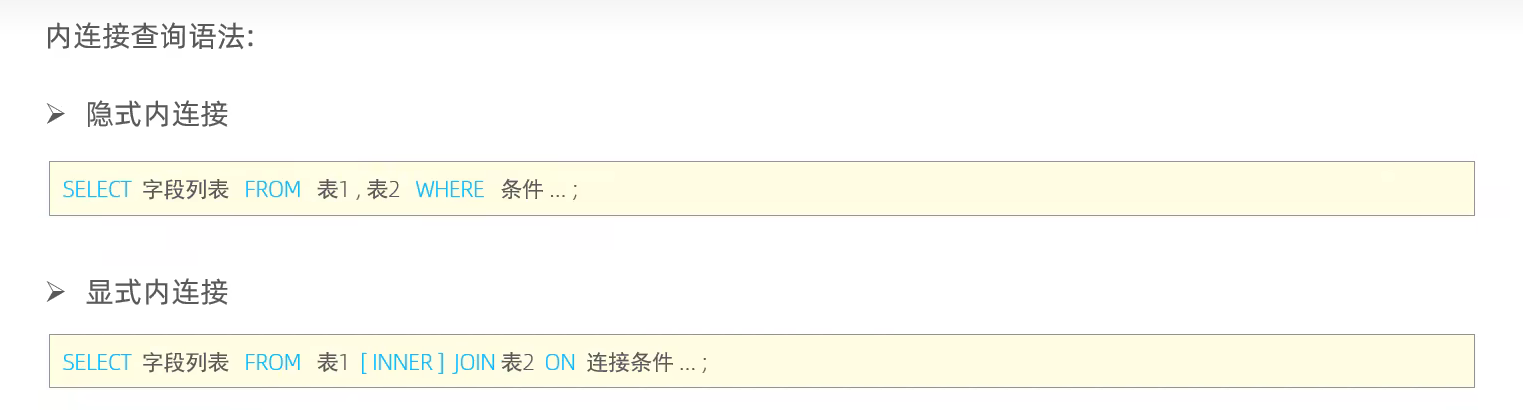 内连接查询语法:
➢ 隐式内连接
SELECT 字段列表 FROM 表1 , 表2 WHERE 条件 ... ;
➢ 显式内连接
SELECT 字段列表 FROM 表1 [ INNER ] JOIN 表2 ON 连接条件 ... ;